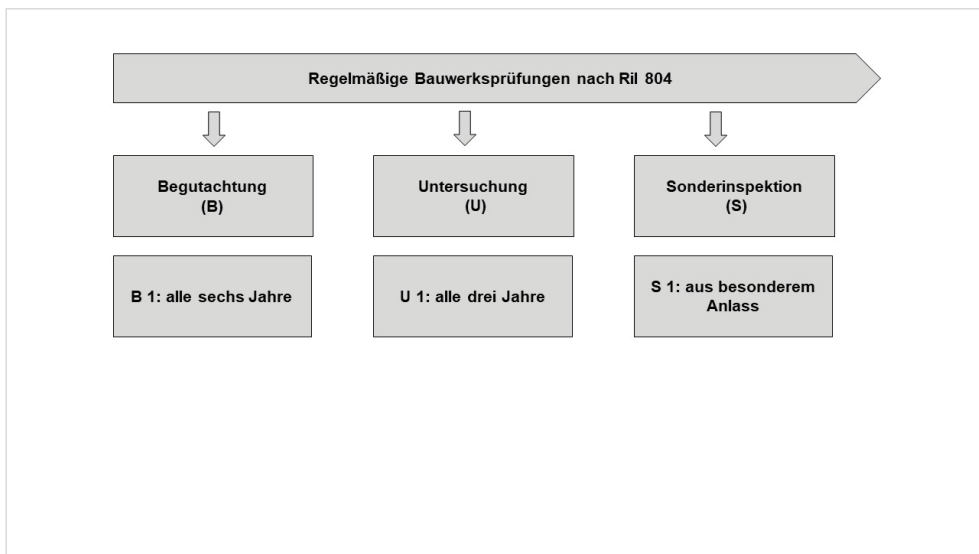 Regelmäßige Bauwerksprüfungen nach Ril 804
Begutachtung
(B)
Untersuchung
(U)
Sonderinspektion
(S)
B 1: alle sechs Jahre
U 1: alle drei Jahre
S 1: aus besonderem
Anlass